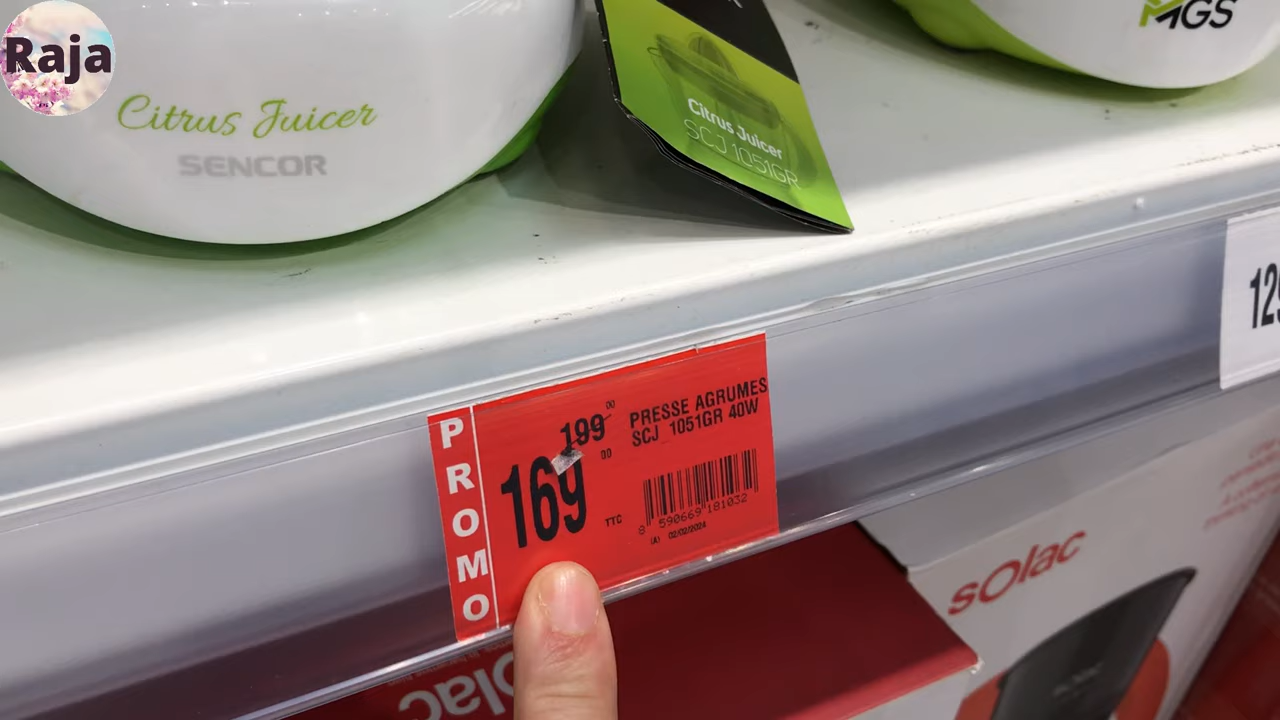 Raja
Citrus Juicer
SENCOR
Citrus Juicer
SCJ 1051GR
MGS
PROMO
199 00
169 00
TTC
PRESSE AGRUMES
SCJ 1051GR 40W
8 590669 181032
(A) 02/02/2024
solac
solac